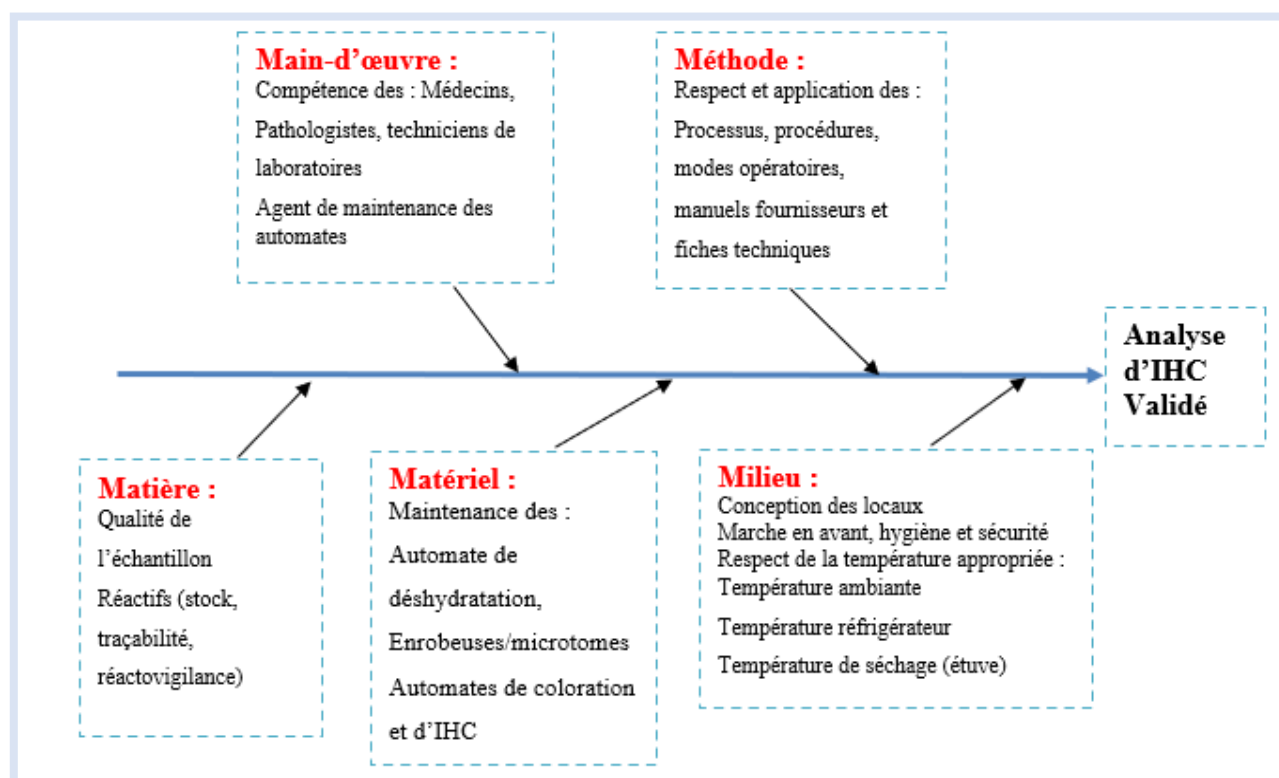 Main-d’œuvre :
Compétence des : Médecins,
Pathologistes, techniciens de
laboratoires
Agent de maintenance des
automates
Méthode :
Respect et application des :
Processus, procédures,
modes opératoires,
manuels fournisseurs et
fiches techniques
Analyse
d’IHC
Validé
Matière :
Qualité de
l’échantillon
Réactifs (stock,
traçabilité,
réactovigilance)
Matériel :
Maintenance des :
Automate de
déshydratation,
Enrobeuses/microtomes
Automates de coloration
et d’IHC
Milieu :
Conception des locaux
Marche en avant, hygiène et sécurité
Respect de la température appropriée :
Température ambiante
Température réfrigérateur
Température de séchage (étuve)